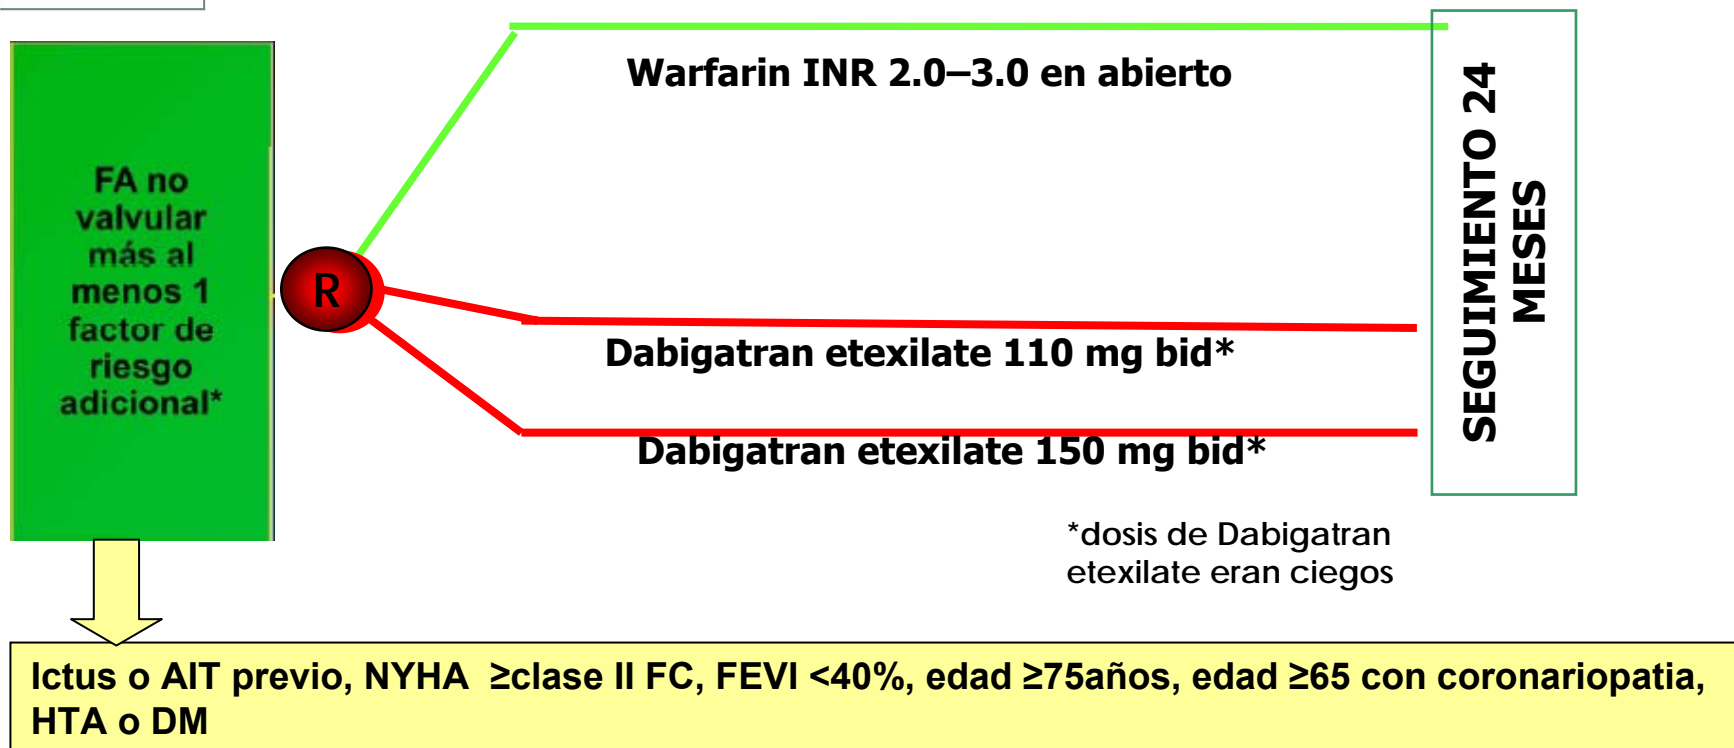 Warfarin INR 2.0–3.0 en abierto
FA no
valvular
más al
menos 1
factor de
riesgo
adicional*
R
Dabigatran etexilate 110 mg bid*
Dabigatran etexilate 150 mg bid*
SEGUIMIENTO 24
MESES
*dosis de Dabigatran
etexilate eran ciegos
Ictus o AIT previo, NYHA ≥clase II FC, FEVI <40%, edad ≥75años, edad ≥65 con coronariopatia,
HTA o DM